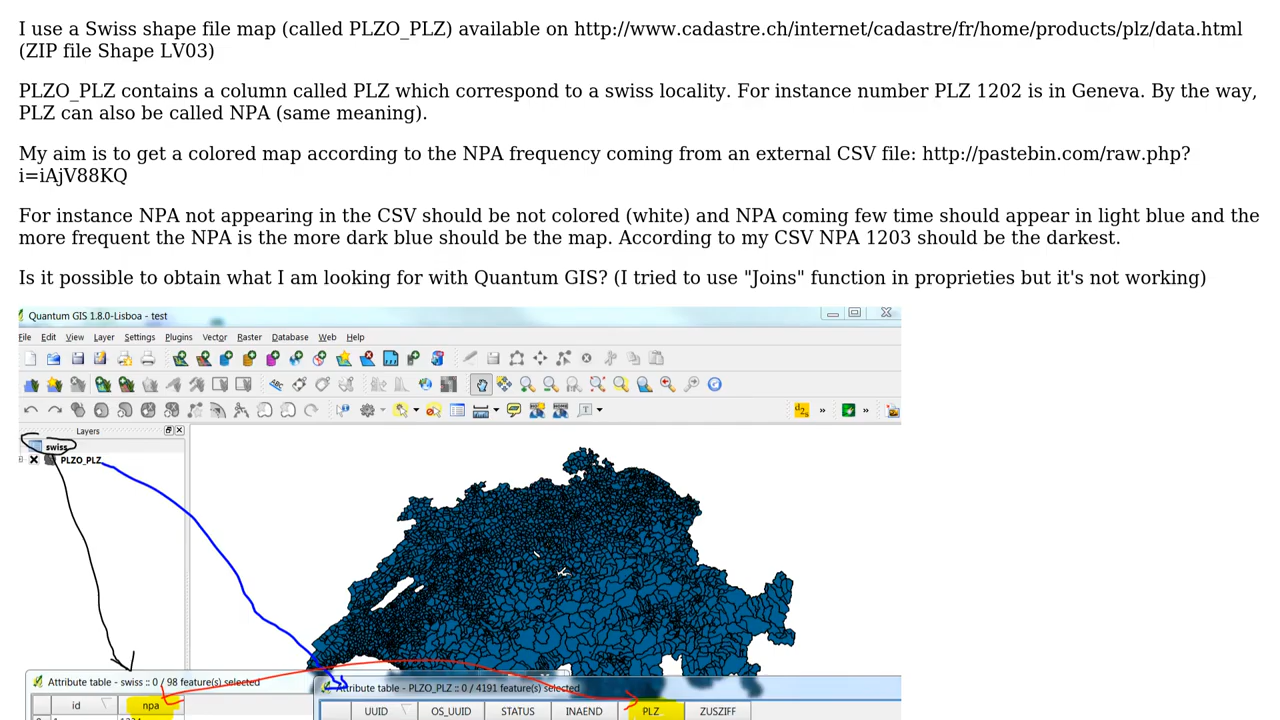 I use a Swiss shape file map (called PLZO_PLZ) available on http://www.cadastre.ch/internet/cadastre/fr/home/products/plz/data.html
(ZIP file Shape LV03)
PLZO_PLZ contains a column called PLZ which correspond to a swiss locality. For instance number PLZ 1202 is in Geneva. By the way,
PLZ can also be called NPA (same meaning).
My aim is to get a colored map according to the NPA frequency coming from an external CSV file: http://pastebin.com/raw.php?
i=iAjV88KQ
For instance NPA not appearing in the CSV should be not colored (white) and NPA coming few time should appear in light blue and the
more frequent the NPA is the more dark blue should be the map. According to my CSV NPA 1203 should be the darkest.
Is it possible to obtain what I am looking for with Quantum GIS? (I tried to use "Joins" function in proprieties but it's not working)
Quantum GIS 1.8.0-Lisboa - test
File Edit View Layer Settings Plugins Vector Raster Database Web Help
Layers
swiss
PLZO_PLZ
Attribute table - swiss :: 0 / 98 feature(s) selected
Attribute table - PLZO_PLZ :: 0 / 4191 feature(s) selected
id npa
UUID OS_UUID STATUS INAEND PLZ ZUSZIFF